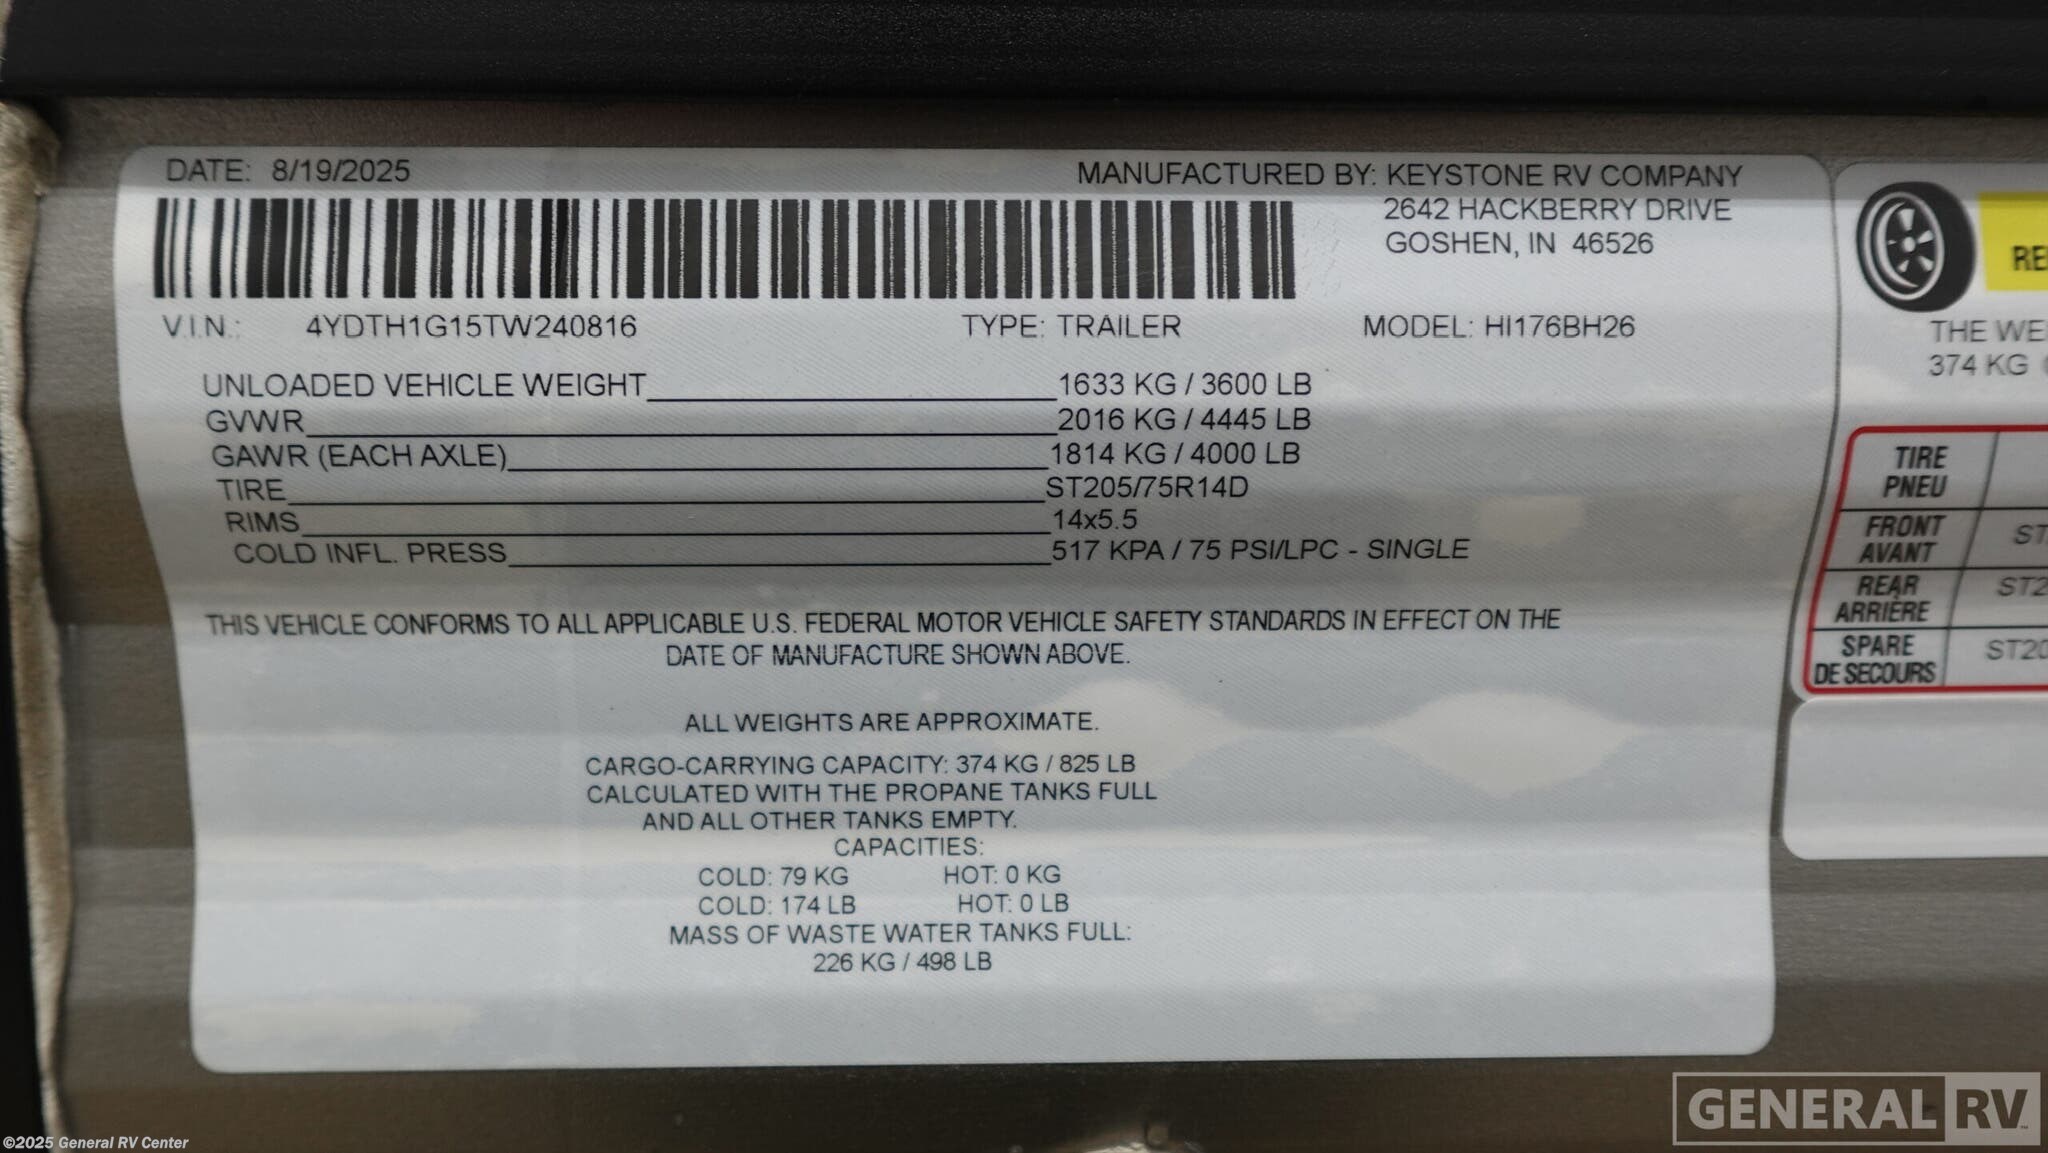 DATE: 8/19/2025
MANUFACTURED BY: KEYSTONE RV COMPANY
2642 HACKBERRY DRIVE
GOSHEN, IN 46526
V.I.N.: 4YDTH1G15TW240816 TYPE: TRAILER MODEL: HI176BH26
UNLOADED VEHICLE WEIGHT 1633 KG / 3600 LB
GVWR 2016 KG / 4445 LB
GAWR (EACH AXLE) 1814 KG / 4000 LB
TIRE ST205/75R14D
RIMS 14x5.5
COLD INFL. PRESS 517 KPA / 75 PSI/LPC - SINGLE
THIS VEHICLE CONFORMS TO ALL APPLICABLE U.S. FEDERAL MOTOR VEHICLE SAFETY STANDARDS IN EFFECT ON THE
DATE OF MANUFACTURE SHOWN ABOVE.
ALL WEIGHTS ARE APPROXIMATE.
CARGO-CARRYING CAPACITY: 374 KG / 825 LB
CALCULATED WITH THE PROPANE TANKS FULL
AND ALL OTHER TANKS EMPTY.
CAPACITIES:
COLD: 79 KG HOT: 0 KG
COLD: 174 LB HOT: 0 LB
MASS OF WASTE WATER TANKS FULL:
226 KG / 498 LB
THE
374 KG
TIRE
PNEU
FRONT
AVANT
REAR
ARRIÈRE
SPARE
DE SECOURS
GENERAL RV
©2025 General RV Center